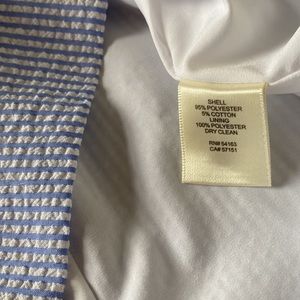 SHELL
95% POLYESTER
5% COTTON
LINING
100% POLYESTER
DRY CLEAN
RN# 54163
CA# 57151